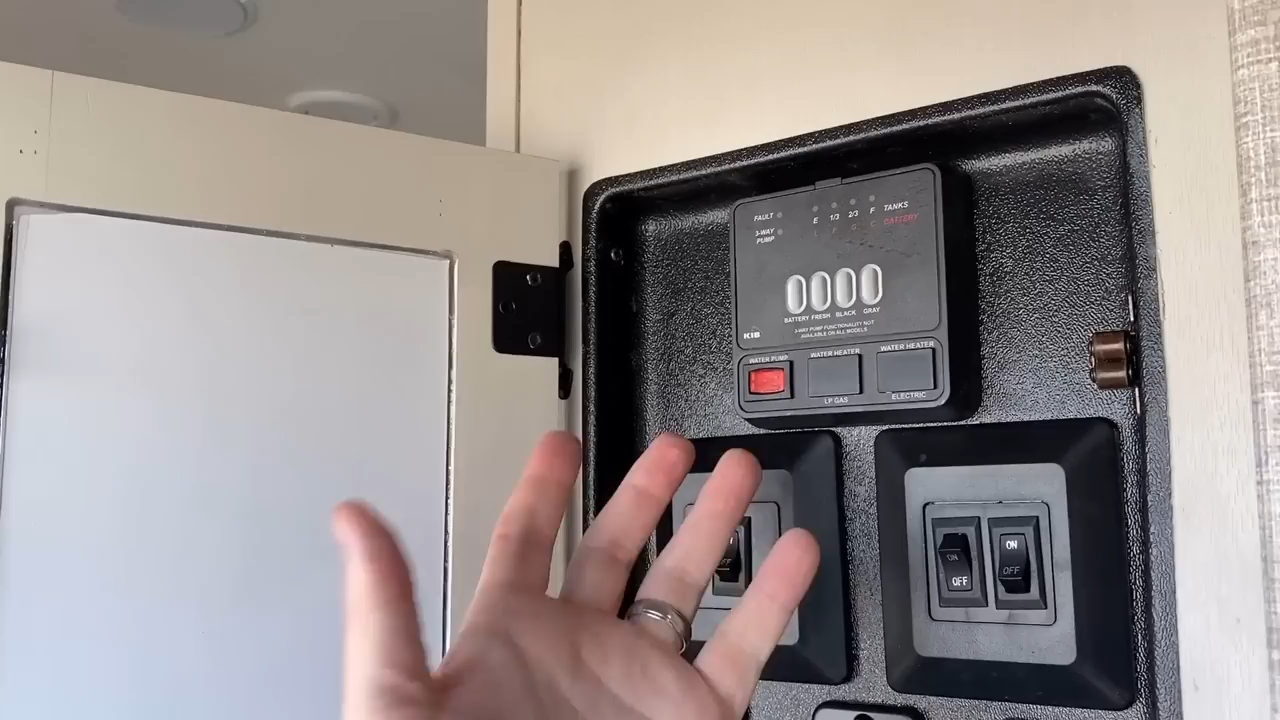 FAULT E 1/3 2/3 F TANKS
L F G C BATTERY
3-WAY
PUMP
BATTERY FRESH BLACK GRAY
KIB
3-WAY PUMP FUNCTIONALITY NOT
AVAILABLE ON ALL MODELS
WATER PUMP WATER HEATER WATER HEATER
LP GAS ELECTRIC
OFF
ON ON
OFF OFF